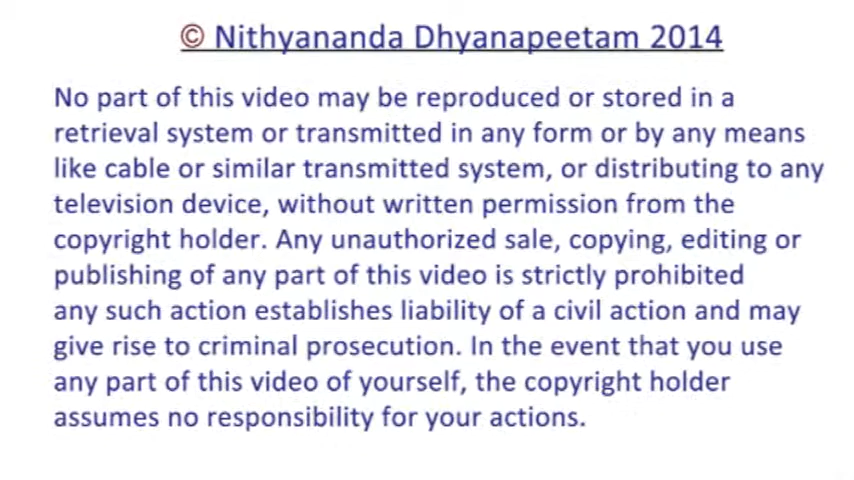 © Nithyananda Dhyanapeetam 2014
No part of this video may be reproduced or stored in a
retrieval system or transmitted in any form or by any means
like cable or similar transmitted system, or distributing to any
television device, without written permission from the
copyright holder. Any unauthorized sale, copying, editing or
publishing of any part of this video is strictly prohibited
any such action establishes liability of a civil action and may
give rise to criminal prosecution. In the event that you use
any part of this video of yourself, the copyright holder
assumes no responsibility for your actions.